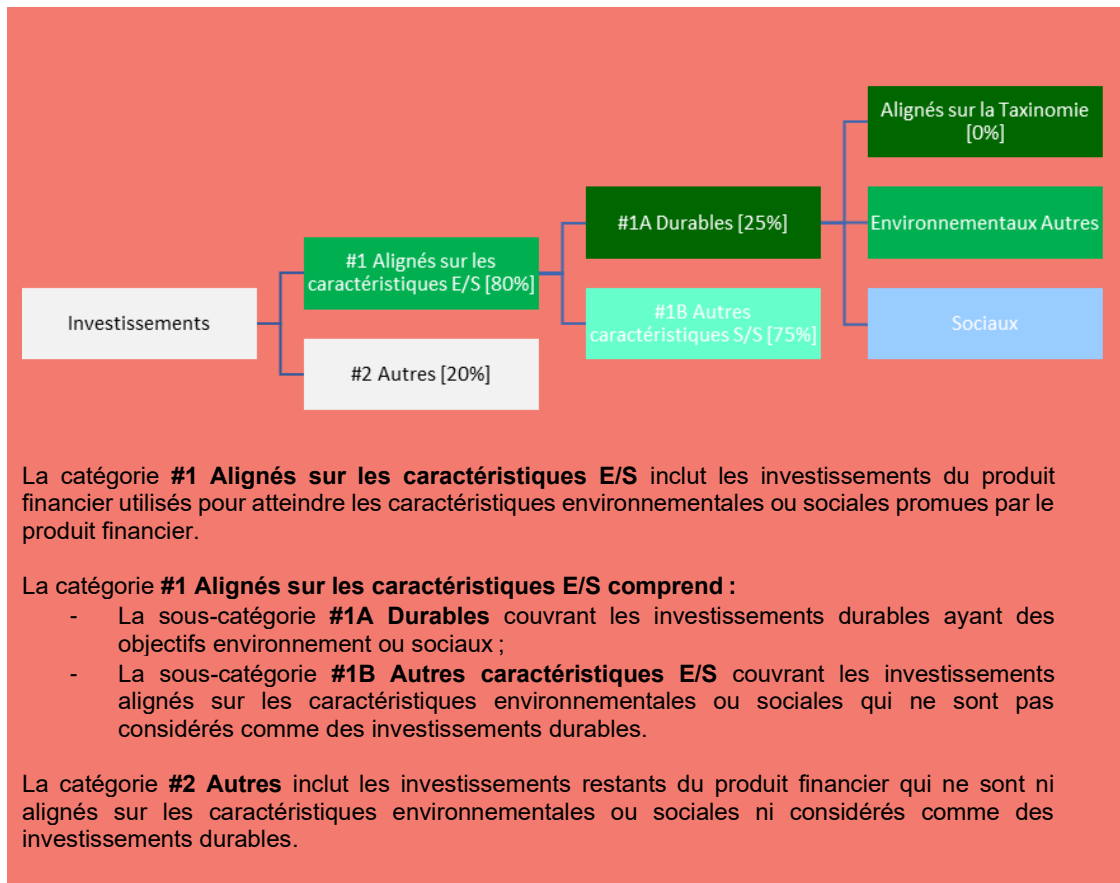 Alignés sur la Taxinomie
[0%]
#1A Durables [25%]
Environnementaux Autres
#1 Alignés sur les
caractéristiques E/S [80%]
Investissements
#1B Autres
caractéristiques S/S [75%]
Sociaux
#2 Autres [20%]
La catégorie #1 Alignés sur les caractéristiques E/S inclut les investissements du produit
financier utilisés pour atteindre les caractéristiques environnementales ou sociales promues par le
produit financier.
La catégorie #1 Alignés sur les caractéristiques E/S comprend :
- La sous-catégorie #1A Durables couvrant les investissements durables ayant des
objectifs environnement ou sociaux ;
- La sous-catégorie #1B Autres caractéristiques E/S couvrant les investissements
alignés sur les caractéristiques environnementales ou sociales qui ne sont pas
considérés comme des investissements durables.
La catégorie #2 Autres inclut les investissements restants du produit financier qui ne sont ni
alignés sur les caractéristiques environnementales ou sociales ni considérés comme des
investissements durables.